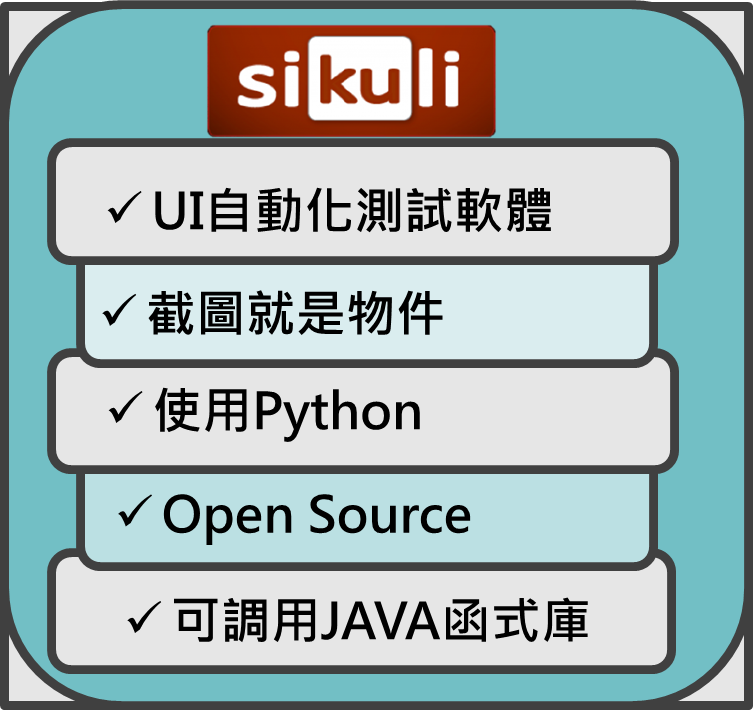 sikuli
✓ UI自動化測試軟體
✓ 截圖就是物件
✓ 使用Python
✓ Open Source
✓ 可調用JAVA函式庫